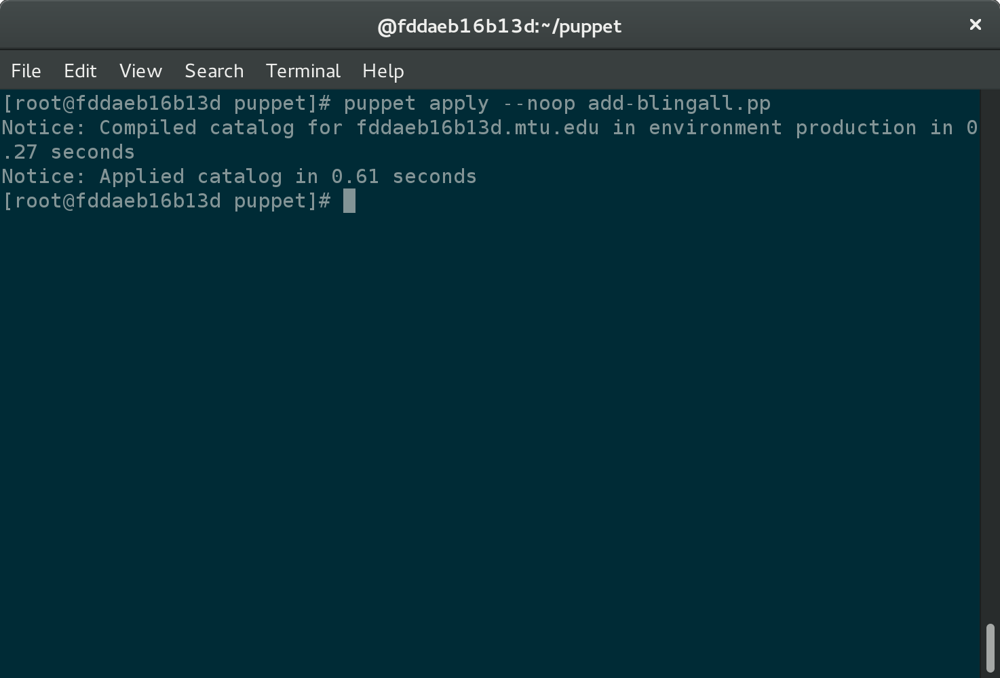 @fddaeb16b13d:~/puppet
File Edit View Search Terminal Help
[root@fddaeb16b13d puppet]# puppet apply --noop add-blingall.pp
Notice: Compiled catalog for fddaeb16b13d.mtu.edu in environment production in 0
.27 seconds
Notice: Applied catalog in 0.61 seconds
[root@fddaeb16b13d puppet]#